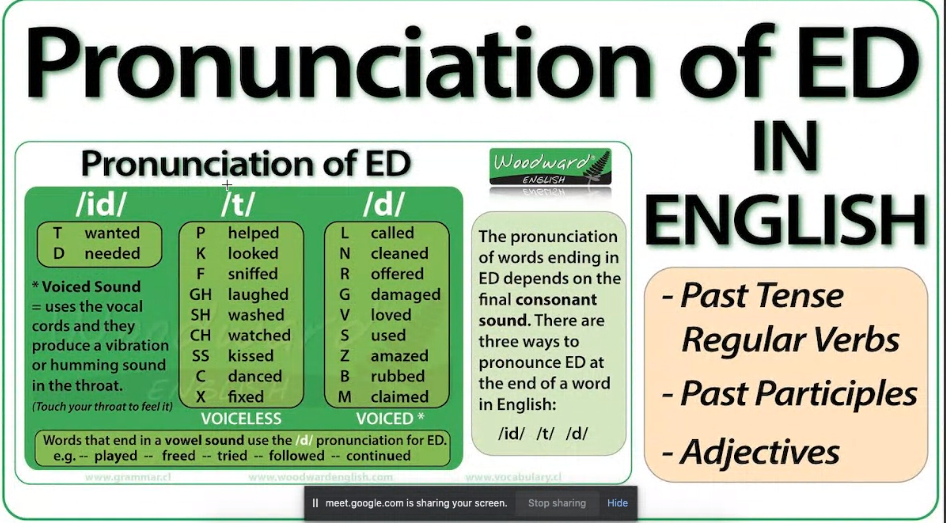 Pronunciation of ED
IN
ENGLISH
Pronunciation of ED
Woodward
ENGLISH
/id/
T wanted
D needed
* Voiced Sound
= uses the vocal
cords and they
produce a vibration
or humming sound
in the throat.
(Touch your throat to feel it)
/t/
P helped
K looked
F sniffed
GH laughed
SH washed
CH watched
SS kissed
C danced
X fixed
VOICELESS
/d/
L called
N cleaned
R offered
G damaged
V loved
S used
Z amazed
B rubbed
M claimed
VOICED *
Words that end in a vowel sound use the /d/ pronunciation for ED.
e.g. -- played -- freed -- tried -- followed -- continued
The pronunciation
of words ending in
ED depends on the
final consonant
sound. There are
three ways to
pronounce ED at
the end of a word
in English:
/id/ /t/ /d/
- Past Tense
Regular Verbs
- Past Participles
- Adjectives
www.grammar.cl www.woodwardenglish.com www.vocabulary.cl
meet.google.com is sharing your screen. Stop sharing Hide